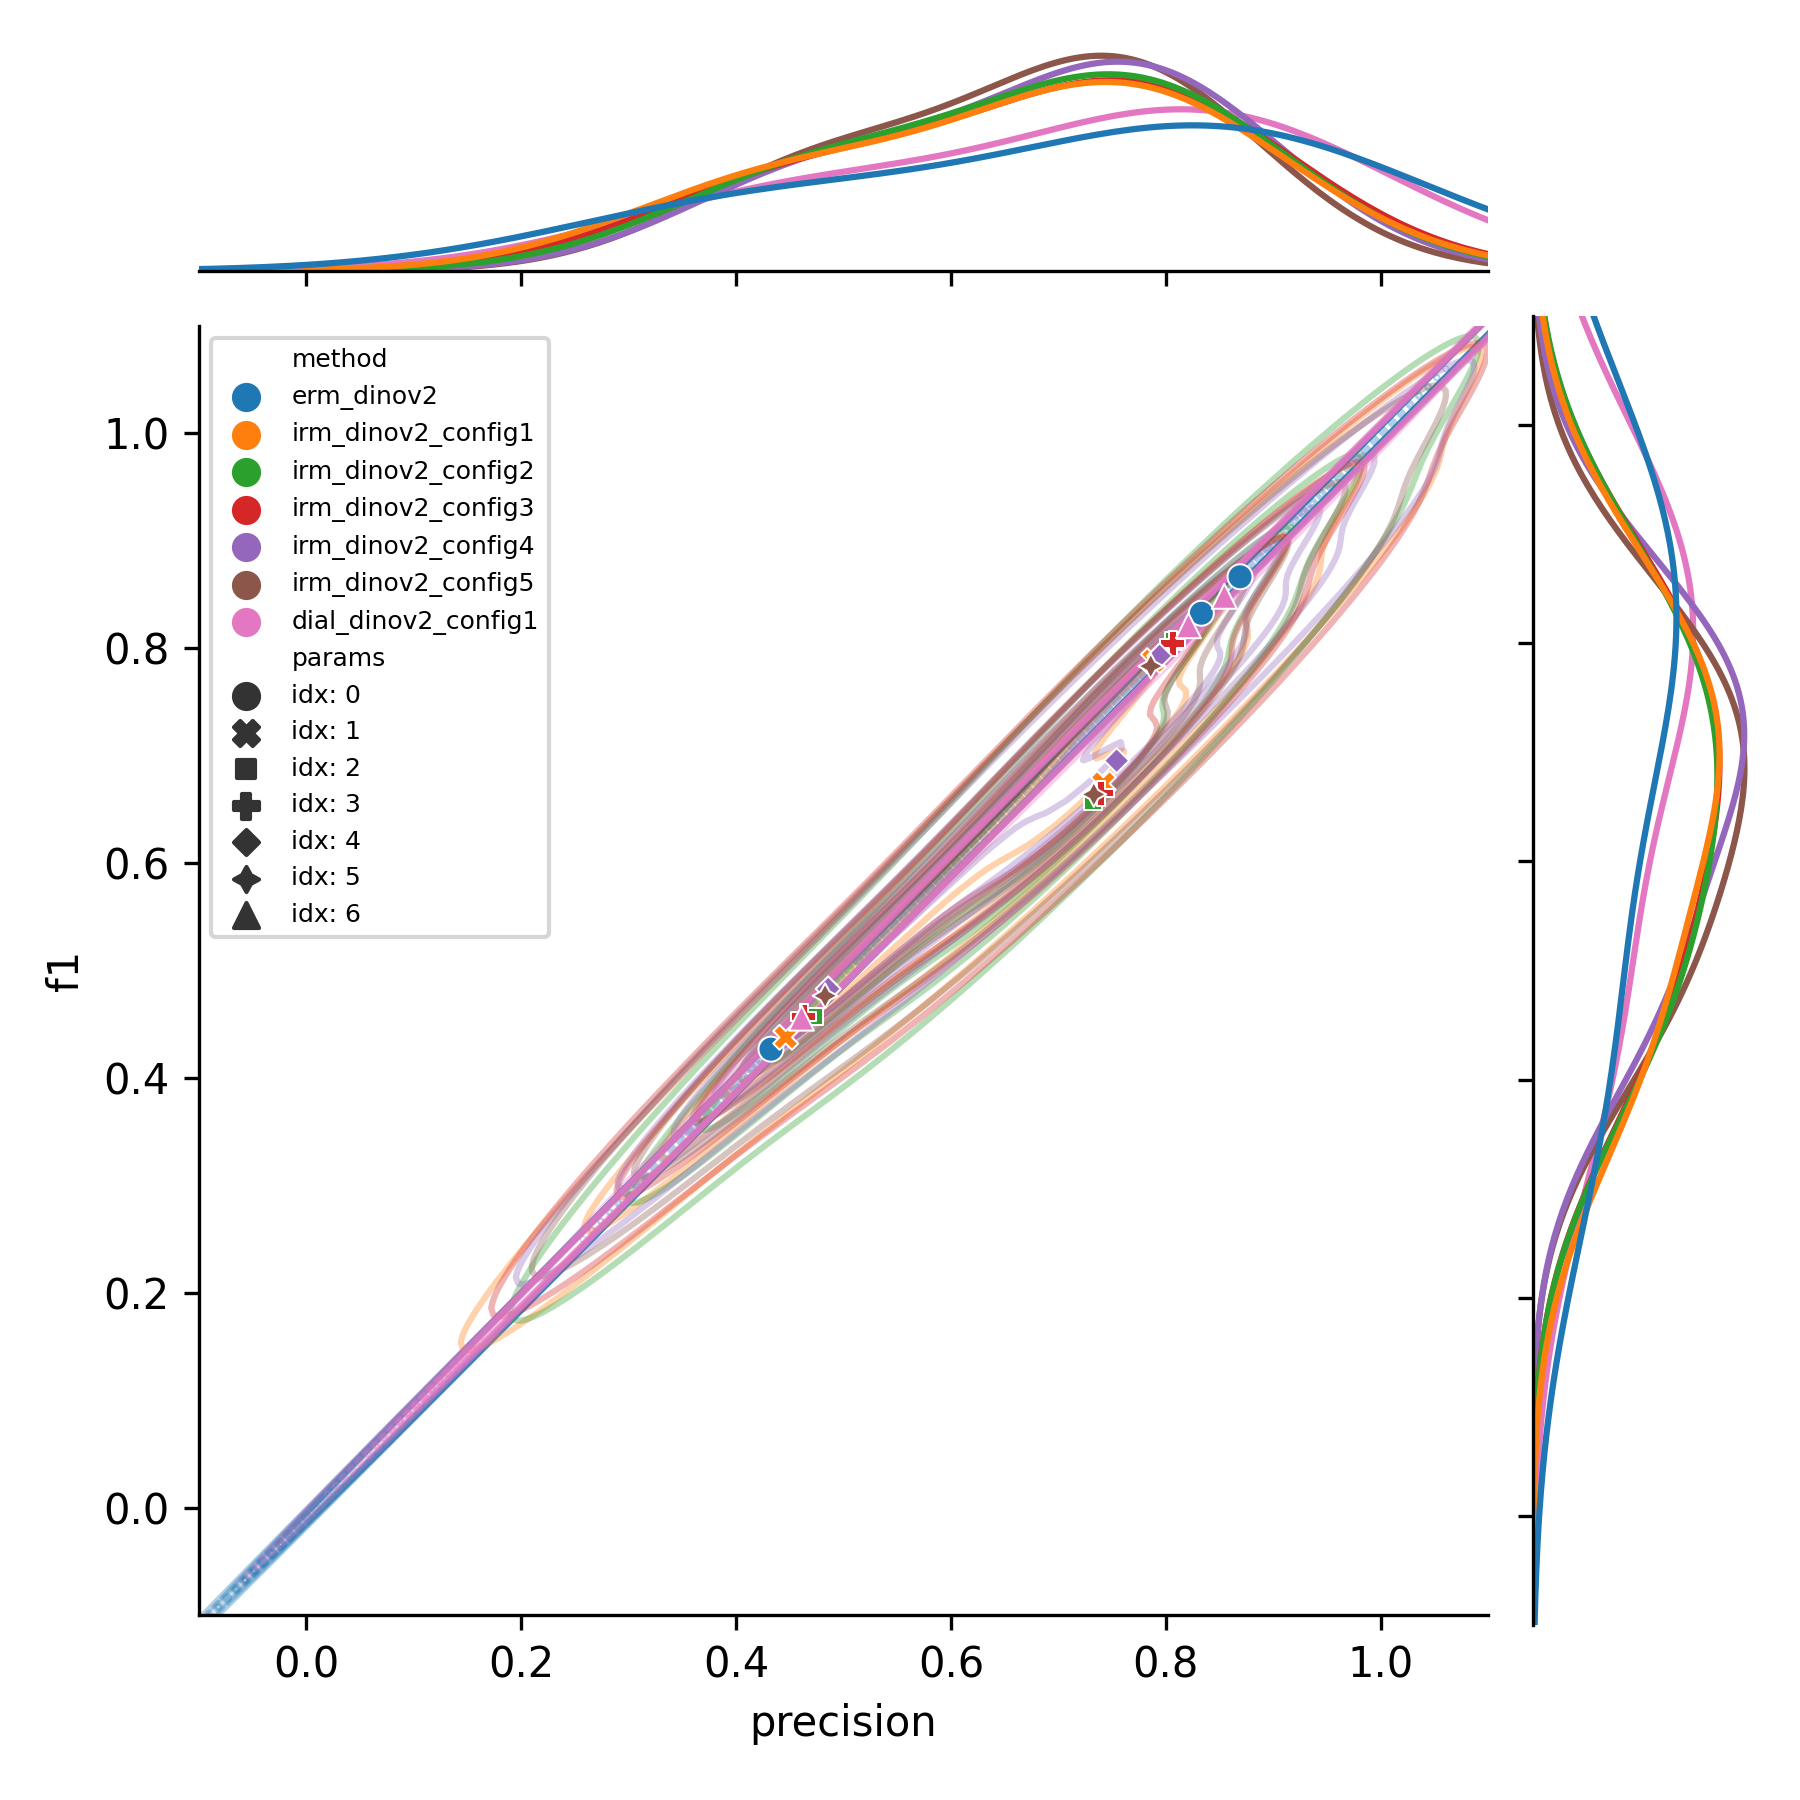 method
erm_dinov2
irm_dinov2_config1
irm_dinov2_config2
irm_dinov2_config3
irm_dinov2_config4
irm_dinov2_config5
dial_dinov2_config1
params
idx: 0
idx: 1
idx: 2
idx: 3
idx: 4
idx: 5
idx: 6
1.0
0.8
0.6
0.4
0.2
0.0
f1
0.0 0.2 0.4 0.6 0.8 1.0
precision